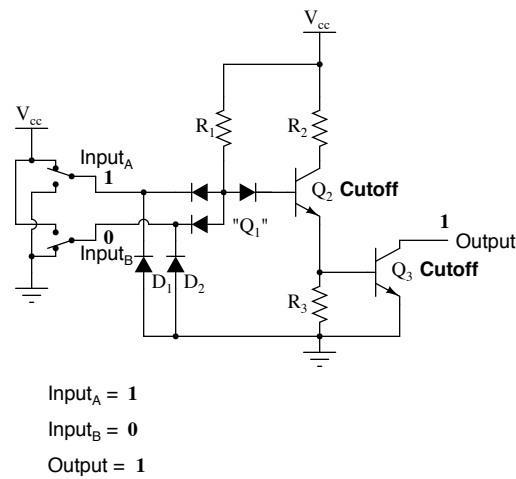 Vcc
Vcc
R1
R2
InputA
1
Q2 Cutoff
"Q1"
0
1
Output
InputB
D1
D2
Q3 Cutoff
R3
InputA = 1
InputB = 0
Output = 1